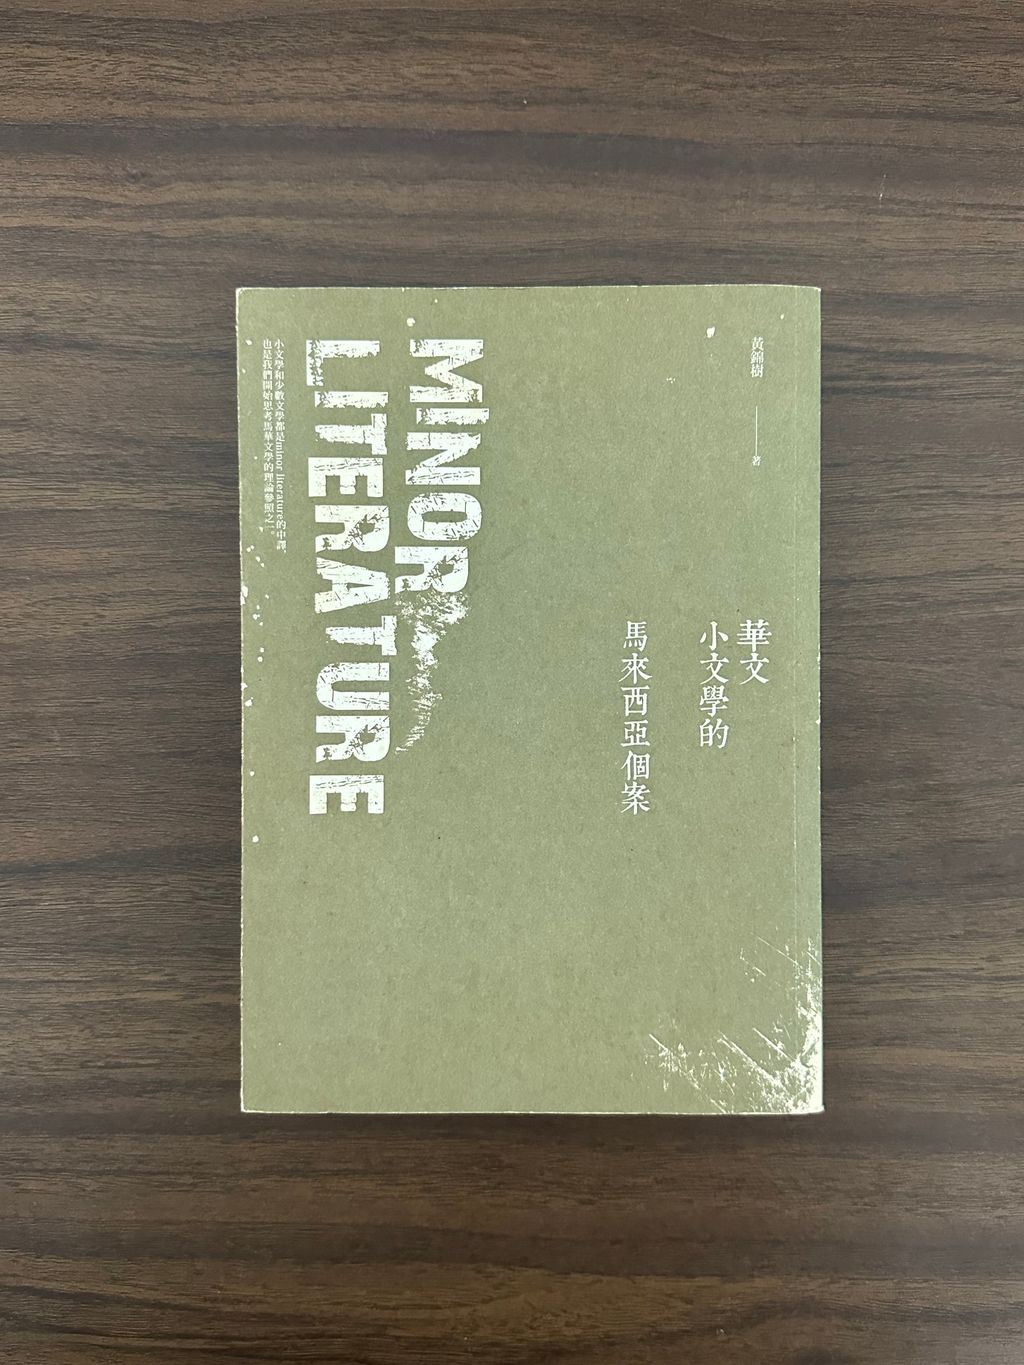 黃錦樹 著
華文
小文學的
馬來西亞個案
MINOR
LITERATURE
小文學和少數文學都是minor literature的中譯，
也是我們開始思考馬華文學的理論參照之一。